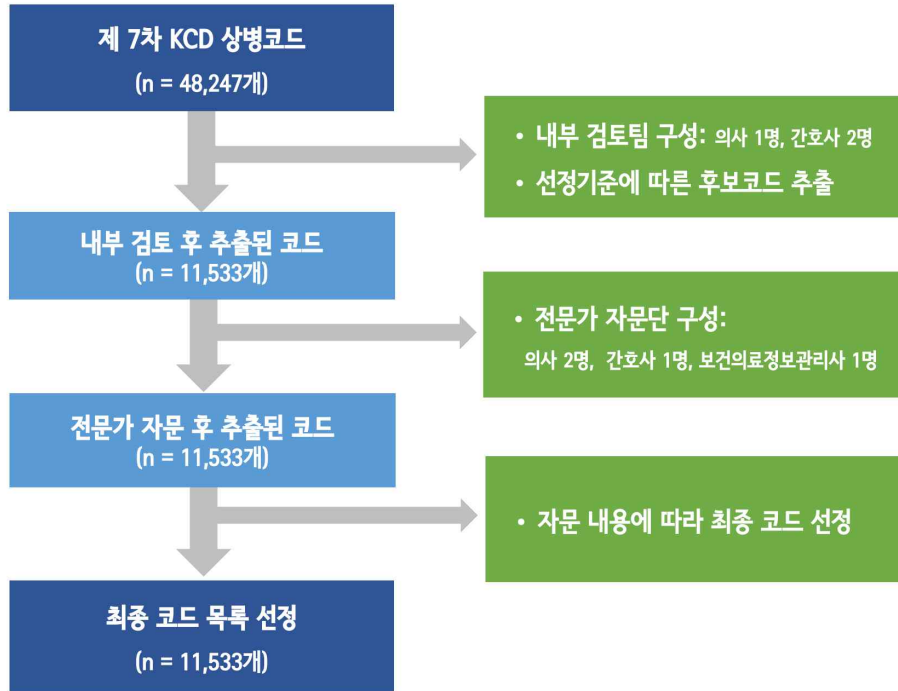 제 7차 KCD 상병코드
(n = 48,247개)
• 내부 검토팀 구성: 의사 1명, 간호사 2명
• 선정기준에 따른 후보코드 추출
내부 검토 후 추출된 코드
(n = 11,533개)
• 전문가 자문단 구성:
의사 2명, 간호사 1명, 보건의료정보관리사 1명
전문가 자문 후 추출된 코드
(n = 11,533개)
• 자문 내용에 따라 최종 코드 선정
최종 코드 목록 선정
(n = 11,533개)